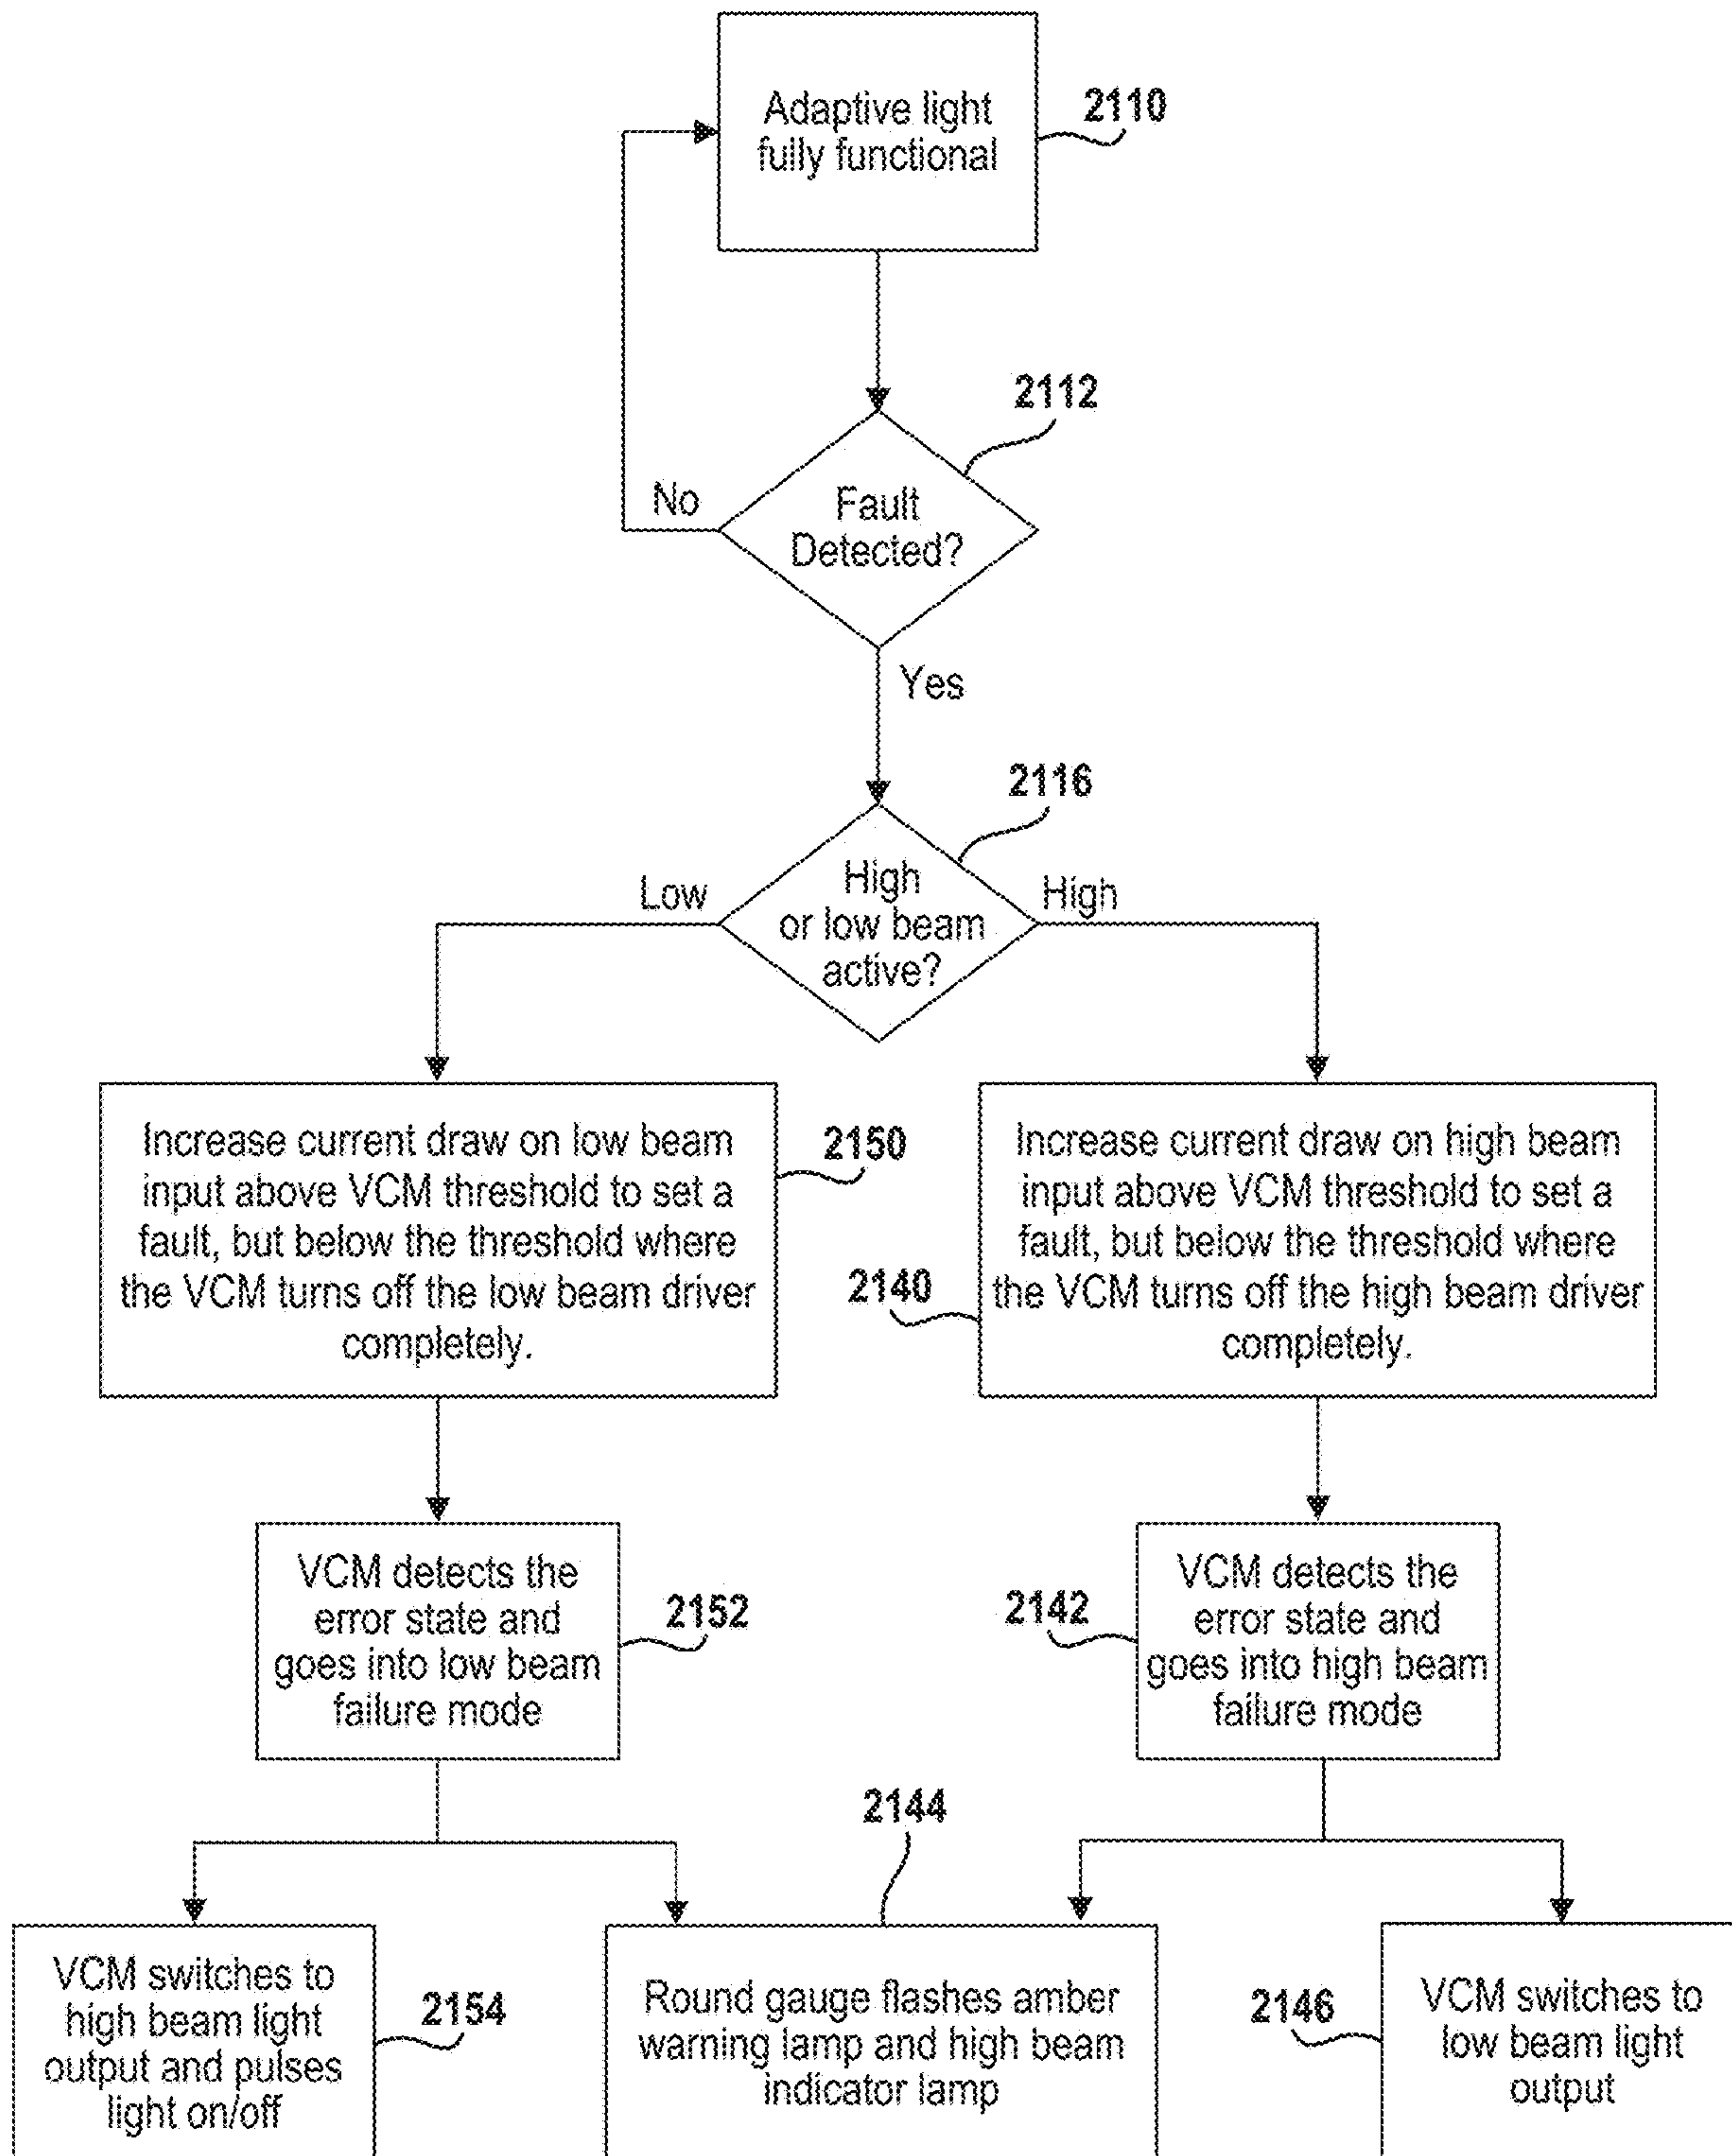 Adaptive light
fully functional
2110
2112
No
Fault
Detected?
Yes
2116
Low
High
or low beam
active?
High
Increase current draw on low beam
input above VCM threshold to set a
fault, but below the threshold where
the VCM turns off the low beam driver
completely.
2150
Increase current draw on high beam
input above VCM threshold to set a
fault, but below the threshold where
the VCM turns off the high beam driver
completely.
2140
VCM detects the
error state and
goes into low beam
failure mode
2152
VCM detects the
error state and
goes into high beam
failure mode
2142
2144
VCM switches to
high beam light
output and pulses
light on/off
2154
Round gauge flashes amber
warning lamp and high beam
indicator lamp
2146
VCM switches to
low beam light
output